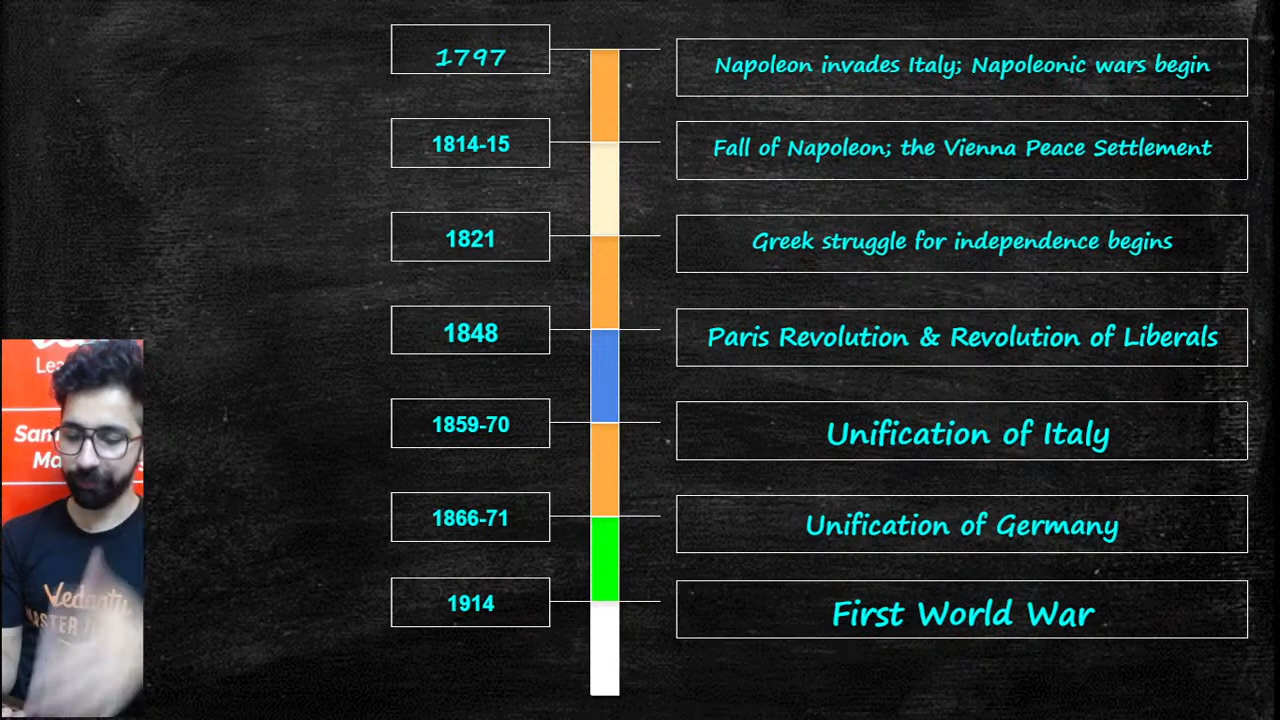 1797
Napoleon invades Italy; Napoleonic wars begin
1814-15
Fall of Napoleon; the Vienna Peace Settlement
1821
Greek struggle for independence begins
1848
Paris Revolution & Revolution of Liberals
1859-70
Unification of Italy
1866-71
Unification of Germany
1914
First World War
Vedantu